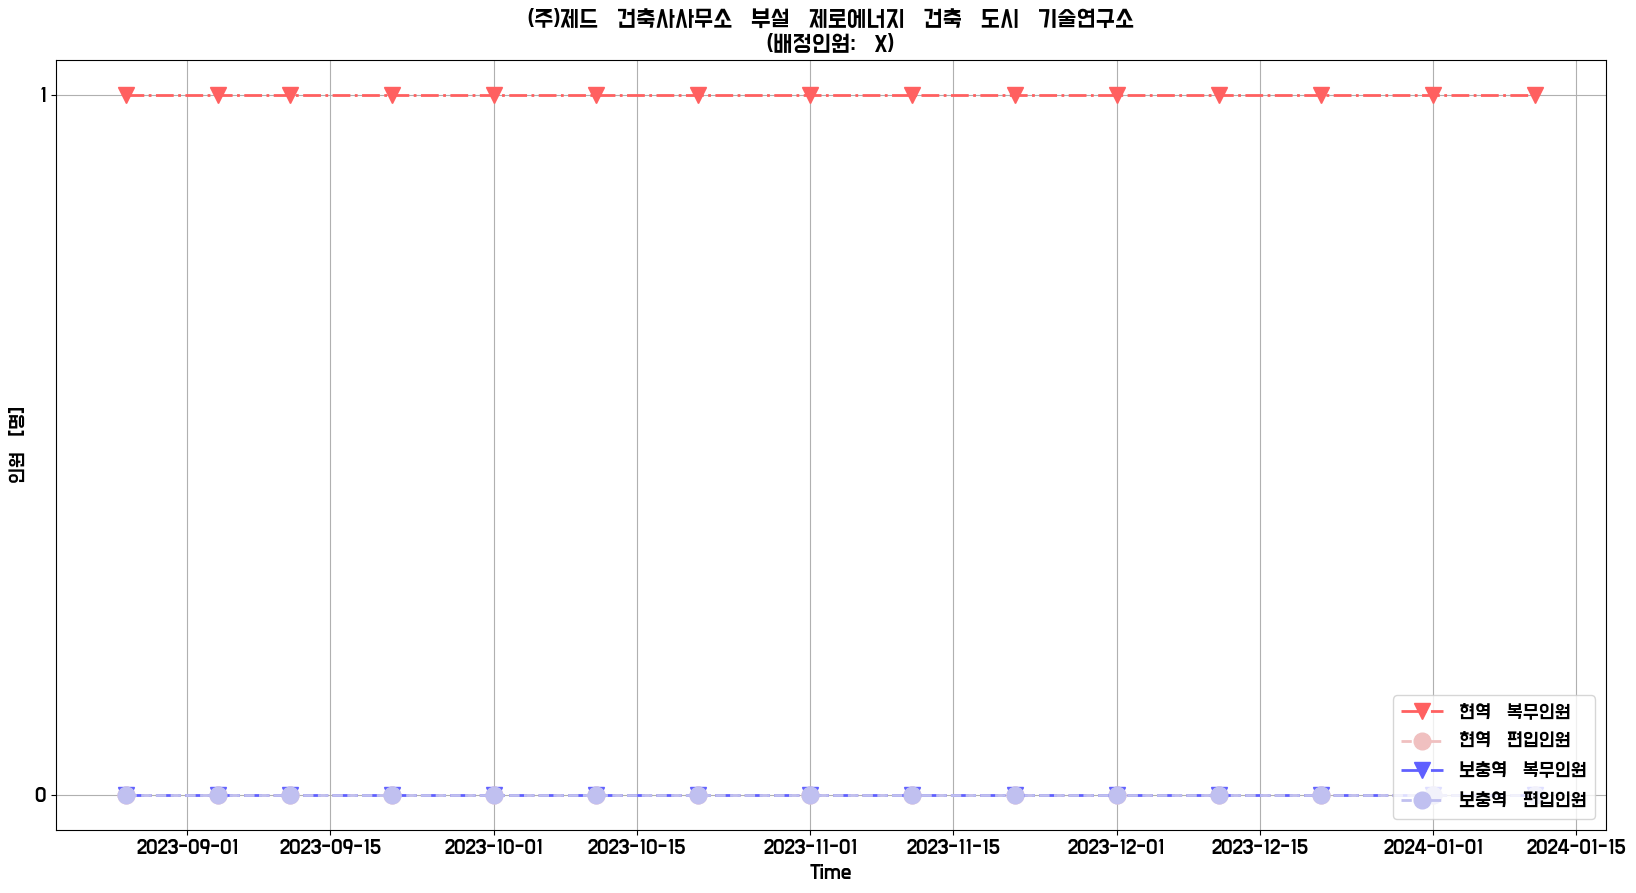 (주)제드 건축사사무소 부설 제로에너지 건축 도시 기술연구소
(배정인원: X)
1
0
인원 [명]
현역 복무인원
현역 편입인원
보충역 복무인원
보충역 편입인원
2023-09-01 2023-09-15 2023-10-01 2023-10-15 2023-11-01 2023-11-15 2023-12-01 2023-12-15 2024-01-01 2024-01-15
Time